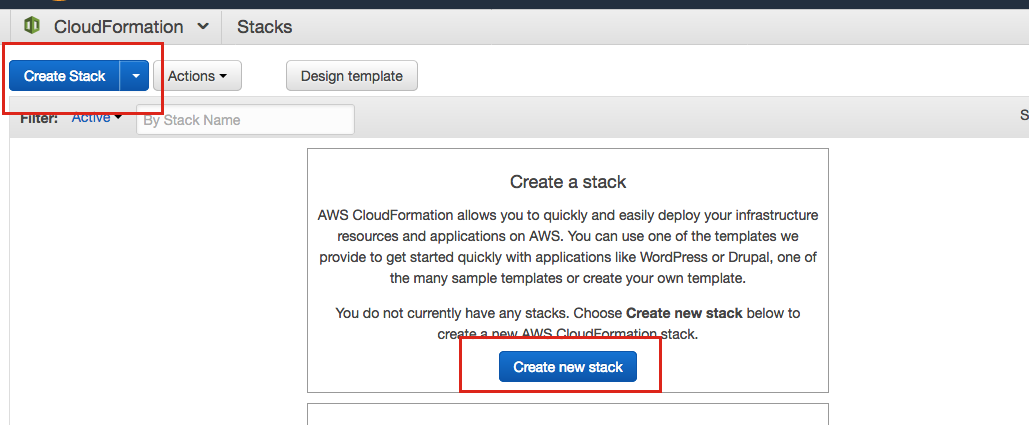 CloudFormation Stacks
Create Stack Actions Design template
Filter: Active By Stack Name S
Create a stack
AWS CloudFormation allows you to quickly and easily deploy your infrastructure
resources and applications on AWS. You can use one of the templates we
provide to get started quickly with applications like WordPress or Drupal, one of
the many sample templates or create your own template.
You do not currently have any stacks. Choose Create new stack below to
create a new AWS CloudFormation stack.
Create new stack